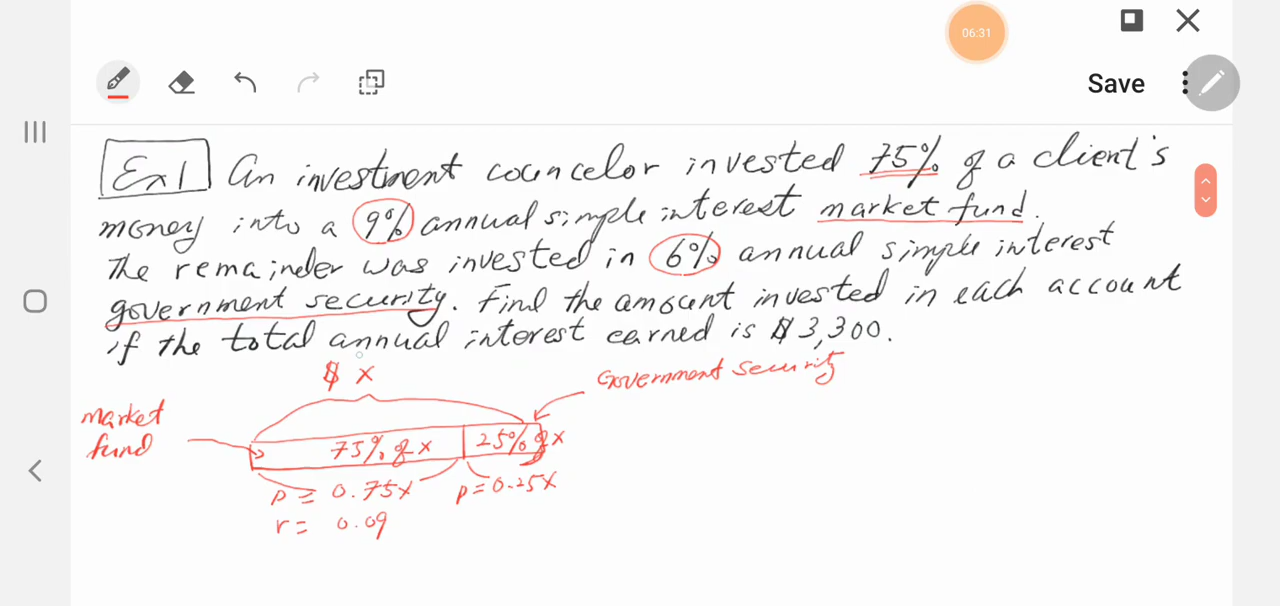 06:31
Save
Ex1 An investment councelor invested 75% of a client's
money into a 9% annual simple interest market fund.
The remainder was invested in 6% annual simple interest
government security. Find the amount invested in each account
if the total annual interest earned is $3,300.
$ x
Government security
market
fund
75% of x
25% of x
P = 0.75x
P = 0.25x
r = 0.09